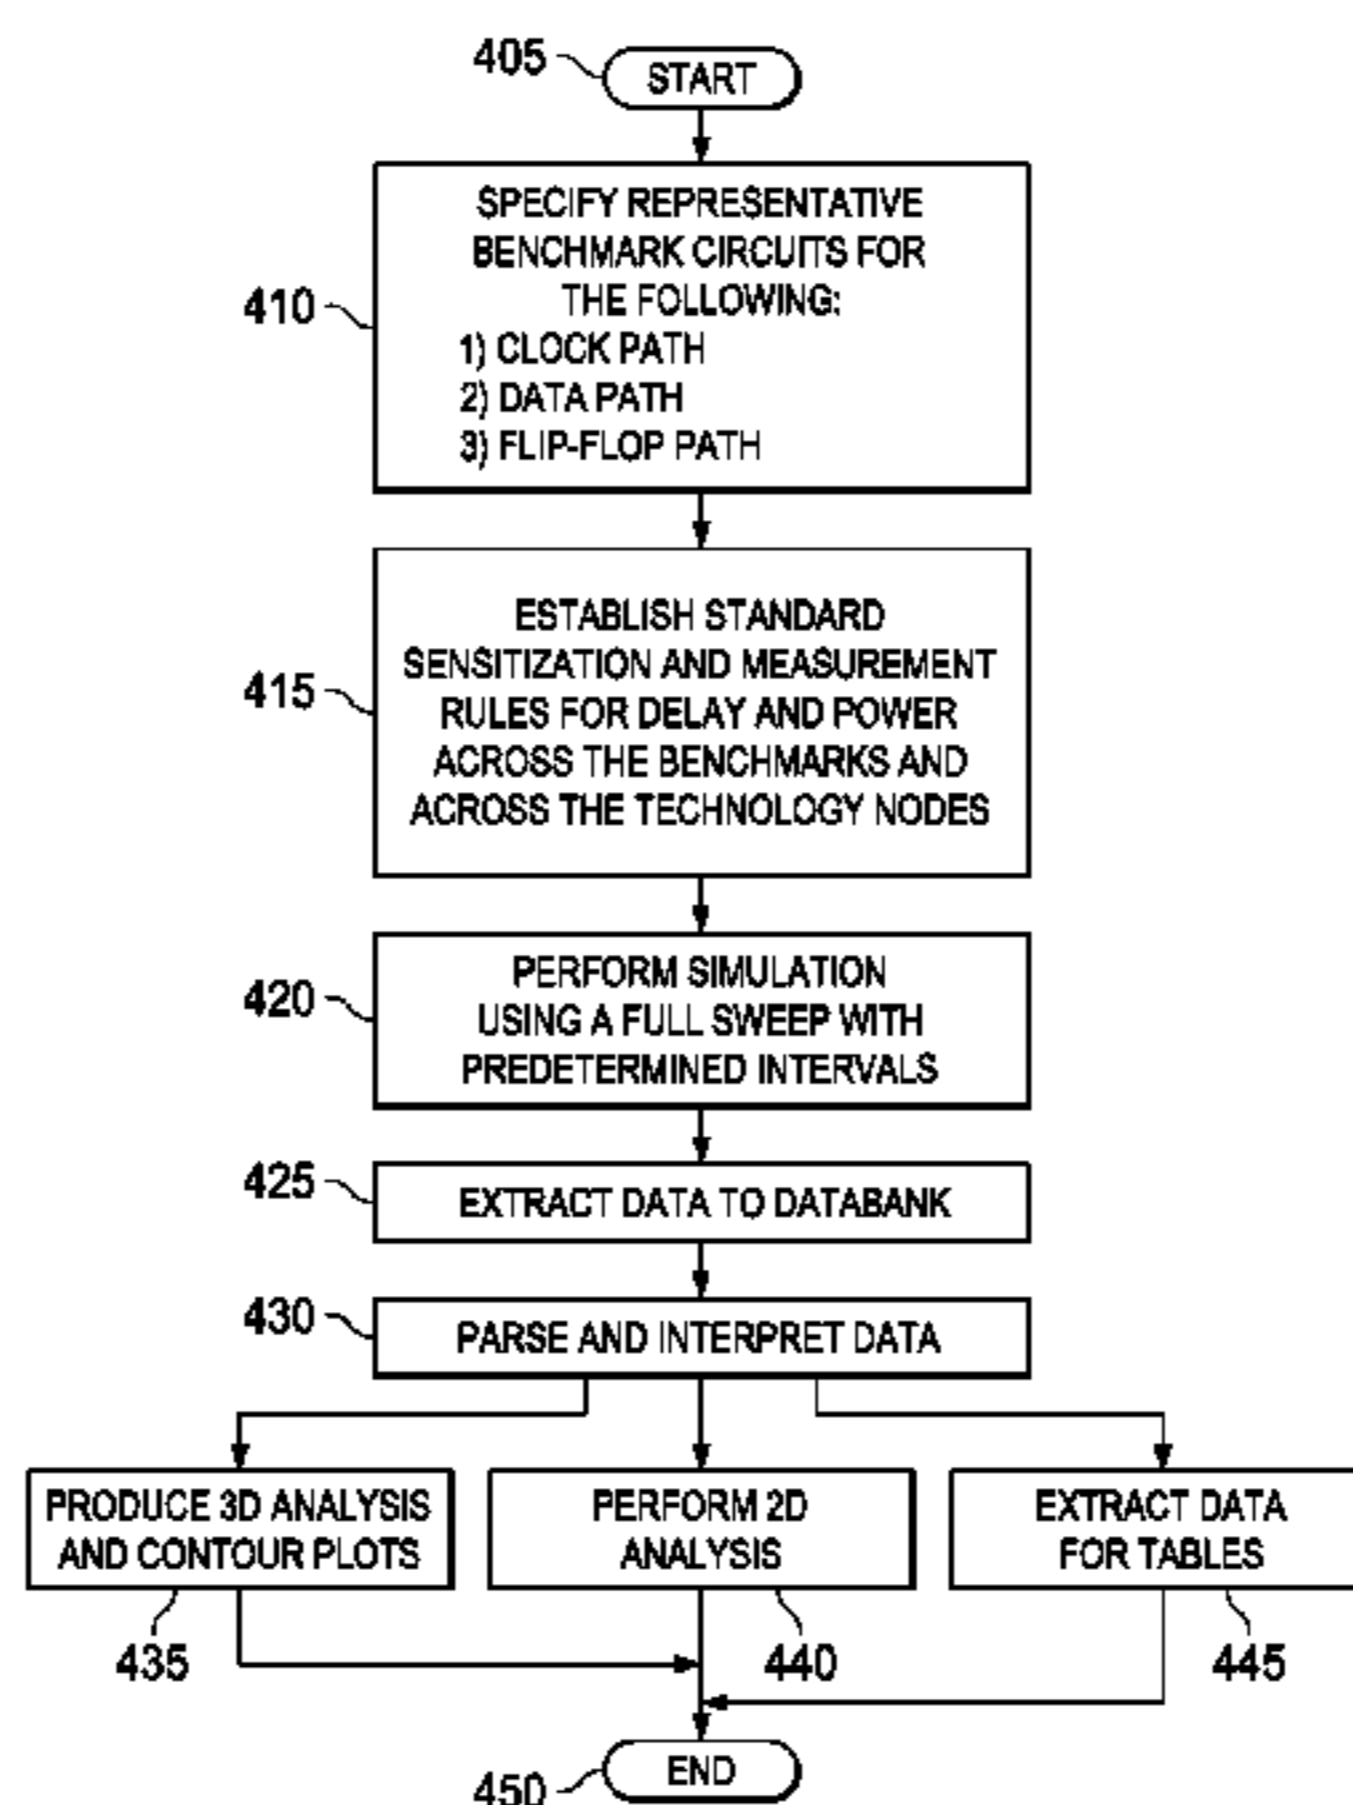 405
START
410
SPECIFY REPRESENTATIVE
BENCHMARK CIRCUITS FOR
THE FOLLOWING:
1) CLOCK PATH
2) DATA PATH
3) FLIP-FLOP PATH
415
ESTABLISH STANDARD
SENSITIZATION AND MEASUREMENT
RULES FOR DELAY AND POWER
ACROSS THE BENCHMARKS AND
ACROSS THE TECHNOLOGY NODES
420
PERFORM SIMULATION
USING A FULL SWEEP WITH
PREDETERMINED INTERVALS
425
EXTRACT DATA TO DATABANK
430
PARSE AND INTERPRET DATA
PRODUCE 3D ANALYSIS
AND CONTOUR PLOTS
435
PERFORM 2D
ANALYSIS
440
EXTRACT DATA
FOR TABLES
445
END
450